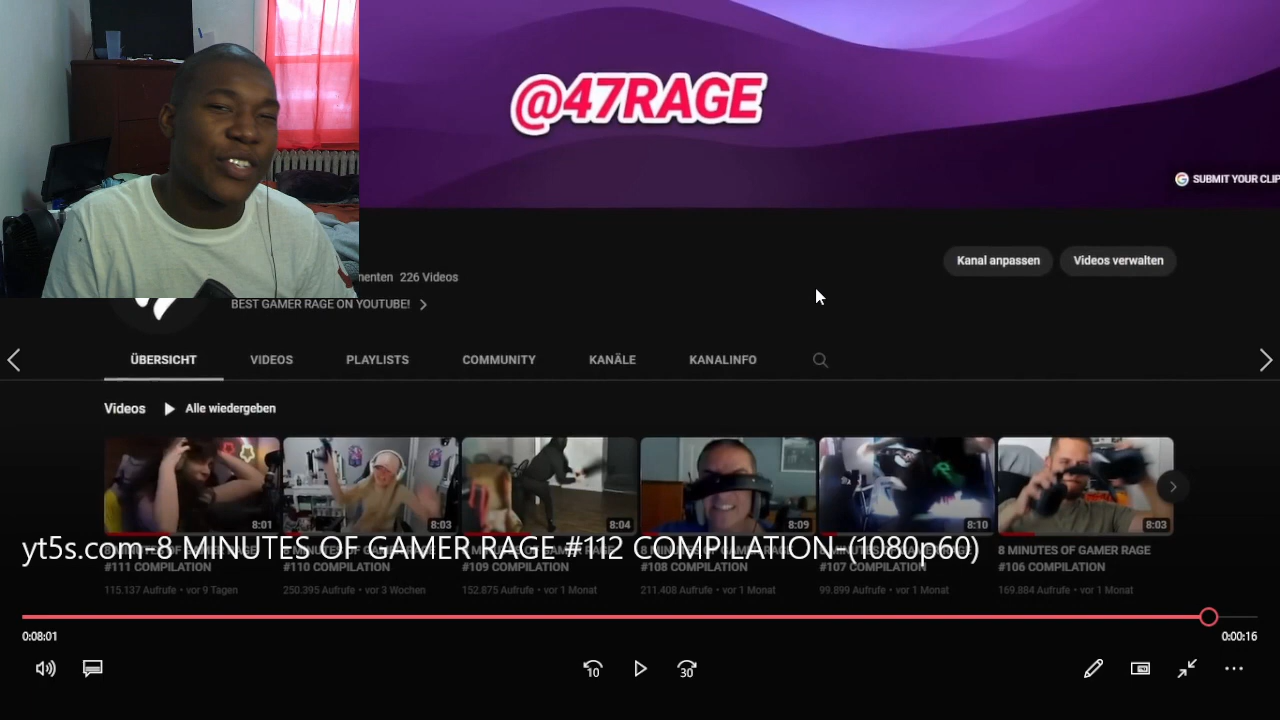 @47RAGE
SUBMIT YOUR CLIP
Kanal anpassen
Videos verwalten
nenten 226 Videos
BEST GAMER RAGE ON YOUTUBE!
ÜBERSICHT VIDEOS PLAYLISTS COMMUNITY KANÄLE KANALINFO
Videos Alle wiedergeben
8:01 8:03 8:04 8:09 8:10 8:03
yt5s.com-8 MINUTES OF GAMER RAGE #112 COMPILATION (1080p60)
8 MINUTES OF GAMER RAGE
#111 COMPILATION
#110 COMPILATION
#109 COMPILATION
#108 COMPILATION
#107 COMPILATION
#106 COMPILATION
115.137 Aufrufe • vor 9 Tagen
250.395 Aufrufe • vor 3 Wochen
152.875 Aufrufe • vor 1 Monat
211.408 Aufrufe • vor 1 Monat
99.899 Aufrufe • vor 1 Monat
169.884 Aufrufe • vor 1 Monat
0:08:01
0:00:16
10
30